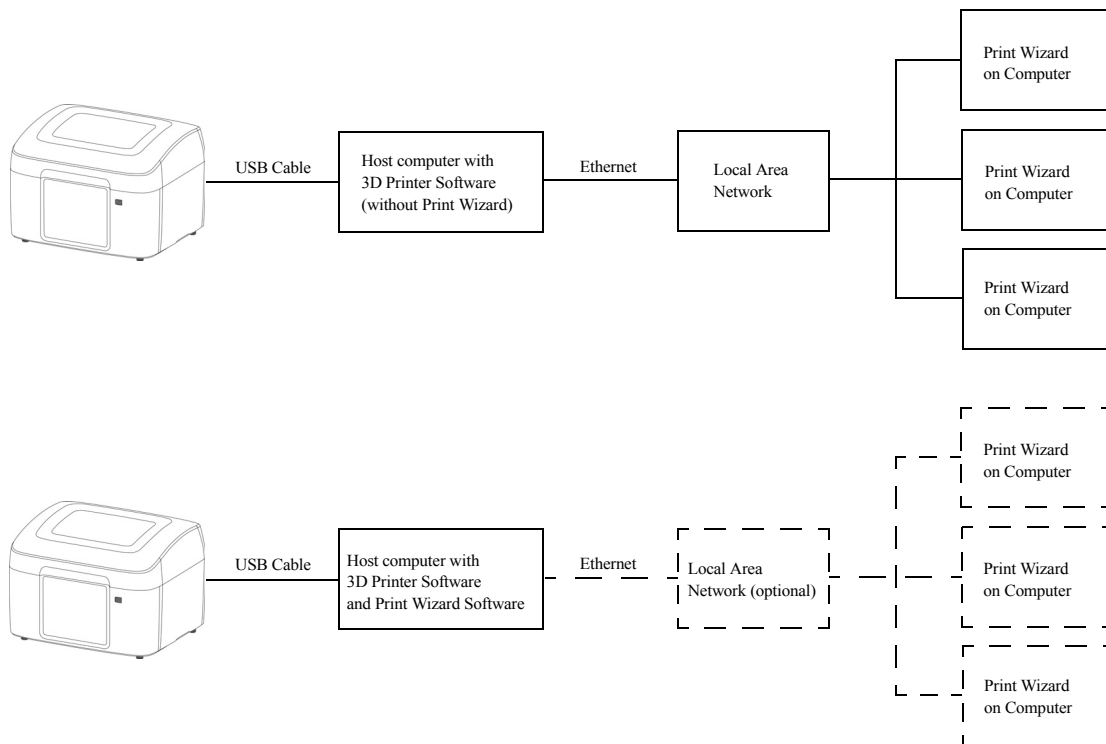 Print Wizard
on Computer
USB Cable
Host computer with
3D Printer Software
(without Print Wizard)
Ethernet
Local Area
Network
Print Wizard
on Computer
Print Wizard
on Computer
Print Wizard
on Computer
USB Cable
Host computer with
3D Printer Software
and Print Wizard Software
Ethernet
Local Area
Network (optional)
Print Wizard
on Computer
Print Wizard
on Computer